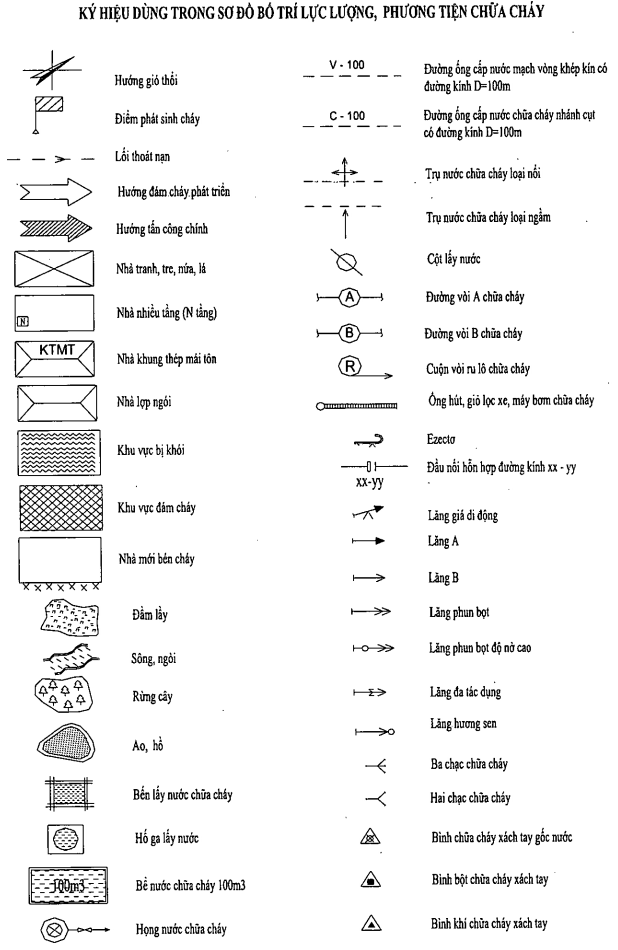 KÝ HIỆU DÙNG TRONG SƠ ĐỒ BỐ TRÍ LỰC LƯỢNG, PHƯƠNG TIỆN CHỮA CHÁY
Hướng gió thổi
Điểm phát sinh cháy
Lối thoát nạn
Hướng đám cháy phát triển
Hướng tấn công chính
Nhà tranh, tre, nứa, lá
N
Nhà nhiều tầng (N tầng)
KTMT
Nhà khung thép mái tôn
Nhà lợp ngói
Khu vực bị khói
Khu vực đám cháy
Nhà mới bén cháy
Đầm lầy
Sông, ngòi
Rừng cây
Ao, hồ
Bến lấy nước chữa cháy
Hố ga lấy nước
100m3
Bể nước chữa cháy 100m3
Họng nước chữa cháy
V - 100
Đường ống cấp nước mạch vòng khép kín có
đường kính D=100m
C - 100
Đường ống cấp nước chữa cháy nhánh cụt
có đường kính D=100m
Trụ nước chữa cháy loại nổi
Trụ nước chữa cháy loại ngầm
Cột lấy nước
A
Đường vòi A chữa cháy
B
Đường vòi B chữa cháy
R
Cuộn vòi ru lô chữa cháy
Ống hút, giỏ lọc xe, máy bơm chữa cháy
Ezectơ
xx-yy
Đầu nối hỗn hợp đường kính xx - yy
Lăng giá di động
Lăng A
Lăng B
Lăng phun bọt
Lăng phun bọt độ nở cao
Σ
Lăng đa tác dụng
Lăng hương sen
Ba chạc chữa cháy
Hai chạc chữa cháy
Bình chữa cháy xách tay gốc nước
Bình bột chữa cháy xách tay
Bình khí chữa cháy xách tay